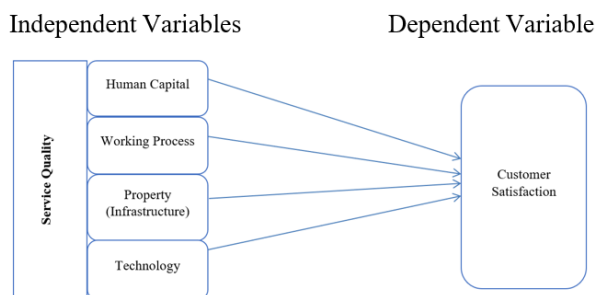 Independent Variables
Dependent Variable
Service Quality
Human Capital
Working Process
Property
(Infrastructure)
Technology
Customer
Satisfaction